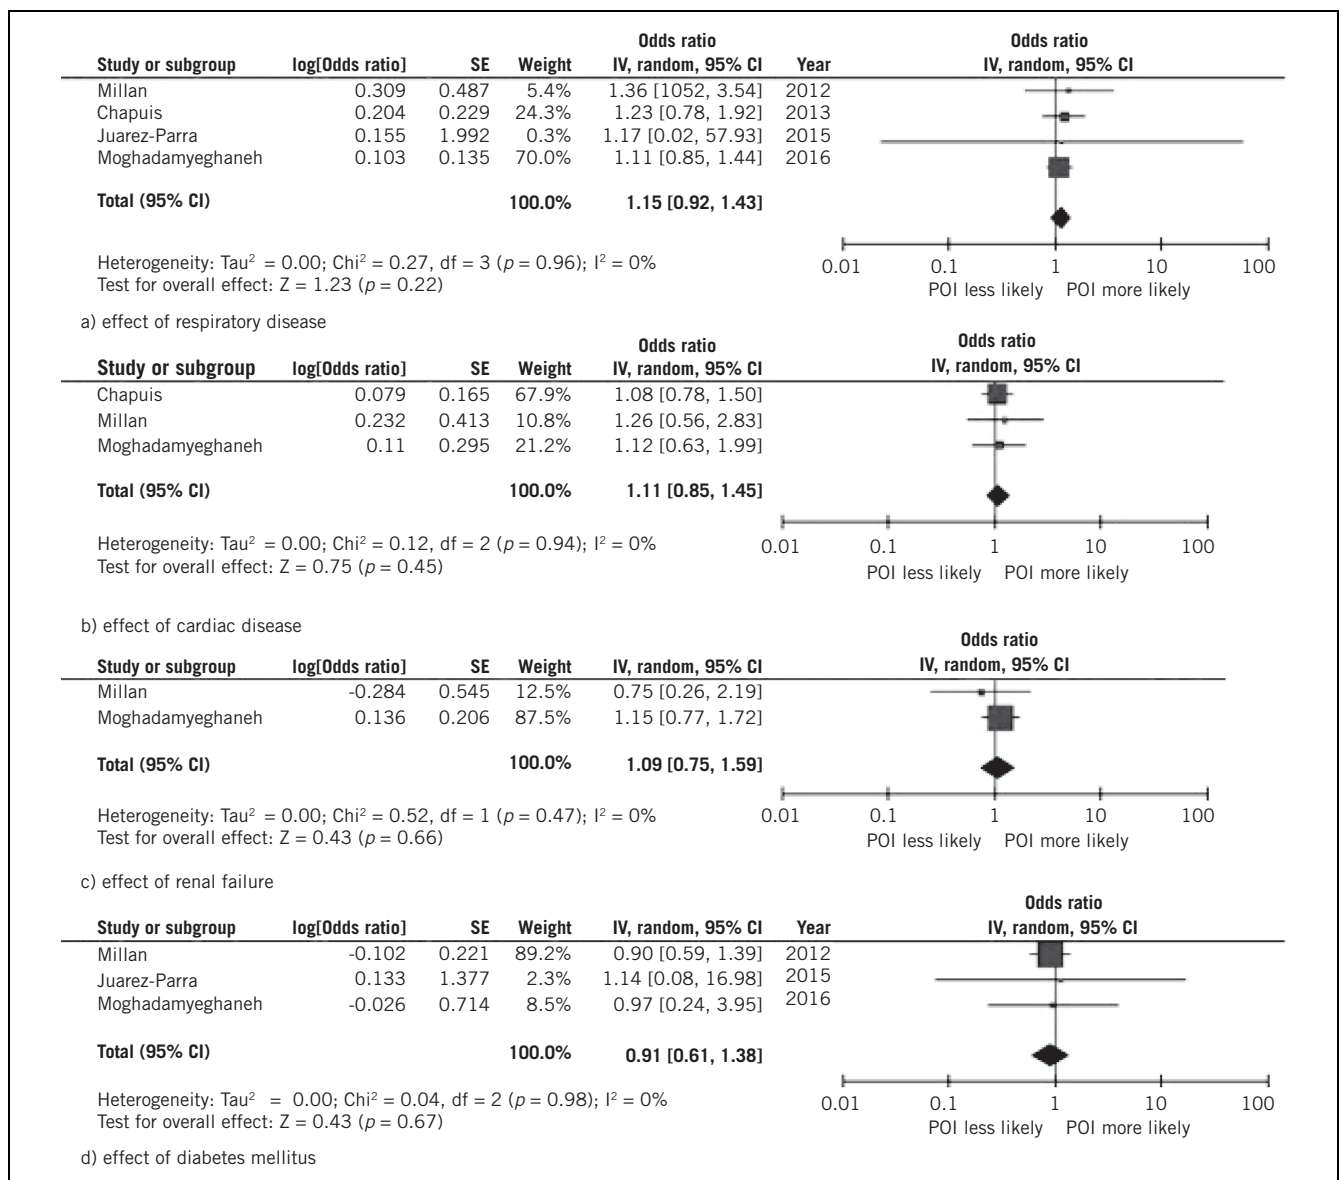 Odds ratio Odds ratio
Study or subgroup log[Odds ratio] SE Weight IV, random, 95% CI Year IV, random, 95% CI
Millan 0.309 0.487 5.4% 1.36 [1052, 3.54] 2012
Chapuis 0.204 0.229 24.3% 1.23 [0.78, 1.92] 2013
Juarez-Parra 0.155 1.992 0.3% 1.17 [0.02, 57.93] 2015
Moghadamyeghaneh 0.103 0.135 70.0% 1.11 [0.85, 1.44] 2016
Total (95% CI) 100.0% 1.15 [0.92, 1.43]
Heterogeneity: Tau² = 0.00; Chi² = 0.27, df = 3 (p = 0.96); I² = 0%
0.01 0.1 1 10 100
Test for overall effect: Z = 1.23 (p = 0.22)
POI less likely POI more likely
a) effect of respiratory disease
Odds ratio Odds ratio
Study or subgroup log[Odds ratio] SE Weight IV, random, 95% CI IV, random, 95% CI
Chapuis 0.079 0.165 67.9% 1.08 [0.78, 1.50]
Millan 0.232 0.413 10.8% 1.26 [0.56, 2.83]
Moghadamyeghaneh 0.11 0.295 21.2% 1.12 [0.63, 1.99]
Total (95% CI) 100.0% 1.11 [0.85, 1.45]
Heterogeneity: Tau² = 0.00; Chi² = 0.12, df = 2 (p = 0.94); I² = 0%
0.01 0.1 1 10 100
Test for overall effect: Z = 0.75 (p = 0.45)
POI less likely POI more likely
b) effect of cardiac disease
Odds ratio
Study or subgroup log[Odds ratio] SE Weight IV, random, 95% CI IV, random, 95% CI
Millan -0.284 0.545 12.5% 0.75 [0.26, 2.19]
Moghadamyeghaneh 0.136 0.206 87.5% 1.15 [0.77, 1.72]
Total (95% CI) 100.0% 1.09 [0.75, 1.59]
Heterogeneity: Tau² = 0.00; Chi² = 0.52, df = 1 (p = 0.47); I² = 0%
0.01 0.1 1 10 100
Test for overall effect: Z = 0.43 (p = 0.66)
POI less likely POI more likely
c) effect of renal failure
Odds ratio
Study or subgroup log[Odds ratio] SE Weight IV, random, 95% CI Year IV, random, 95% CI
Millan -0.102 0.221 89.2% 0.90 [0.59, 1.39] 2012
Juarez-Parra 0.133 1.377 2.3% 1.14 [0.08, 16.98] 2015
Moghadamyeghaneh -0.026 0.714 8.5% 0.97 [0.24, 3.95] 2016
Total (95% CI) 100.0% 0.91 [0.61, 1.38]
Heterogeneity: Tau² = 0.00; Chi² = 0.04, df = 2 (p = 0.98); I² = 0%
0.01 0.1 1 10 100
Test for overall effect: Z = 0.43 (p = 0.67)
POI less likely POI more likely
d) effect of diabetes mellitus